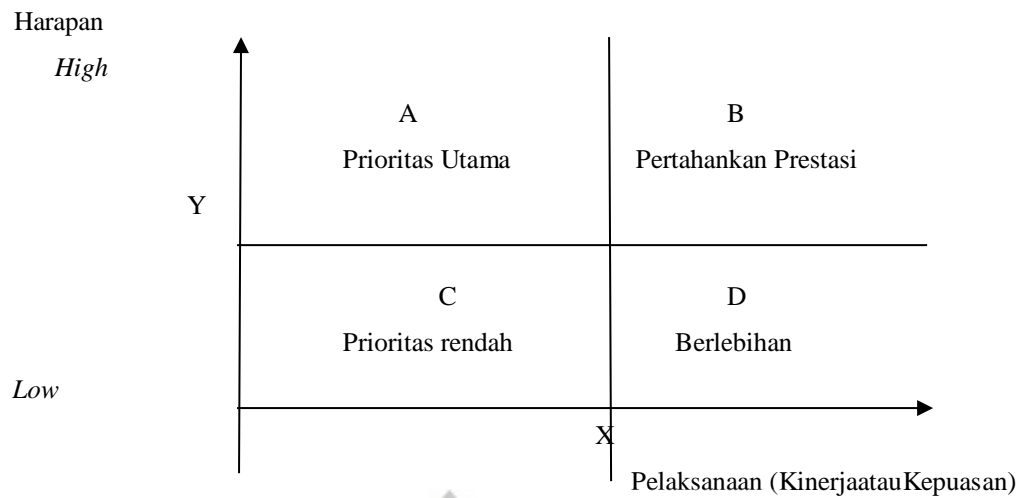 Harapan
High
A
B
Prioritas Utama
Pertahankan Prestasi
Y
C
D
Prioritas rendah
Berlebihan
Low
X
Pelaksanaan (KinerjaatauKepuasan)